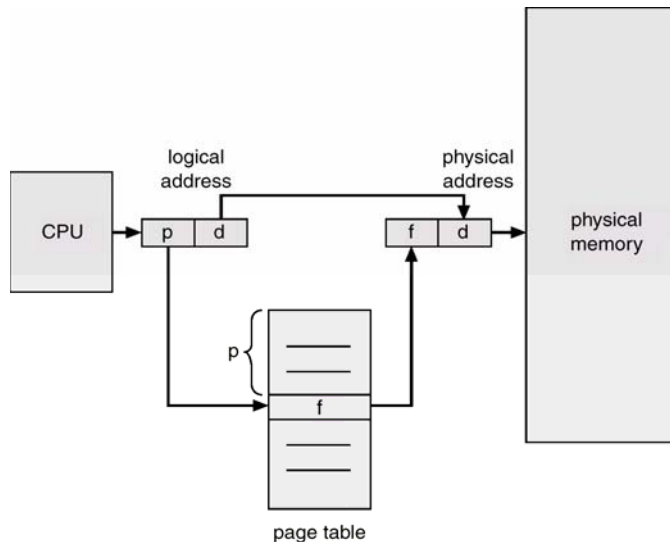 logical
address
physical
address
CPU
p
d
f
d
physical
memory
p
f
page table